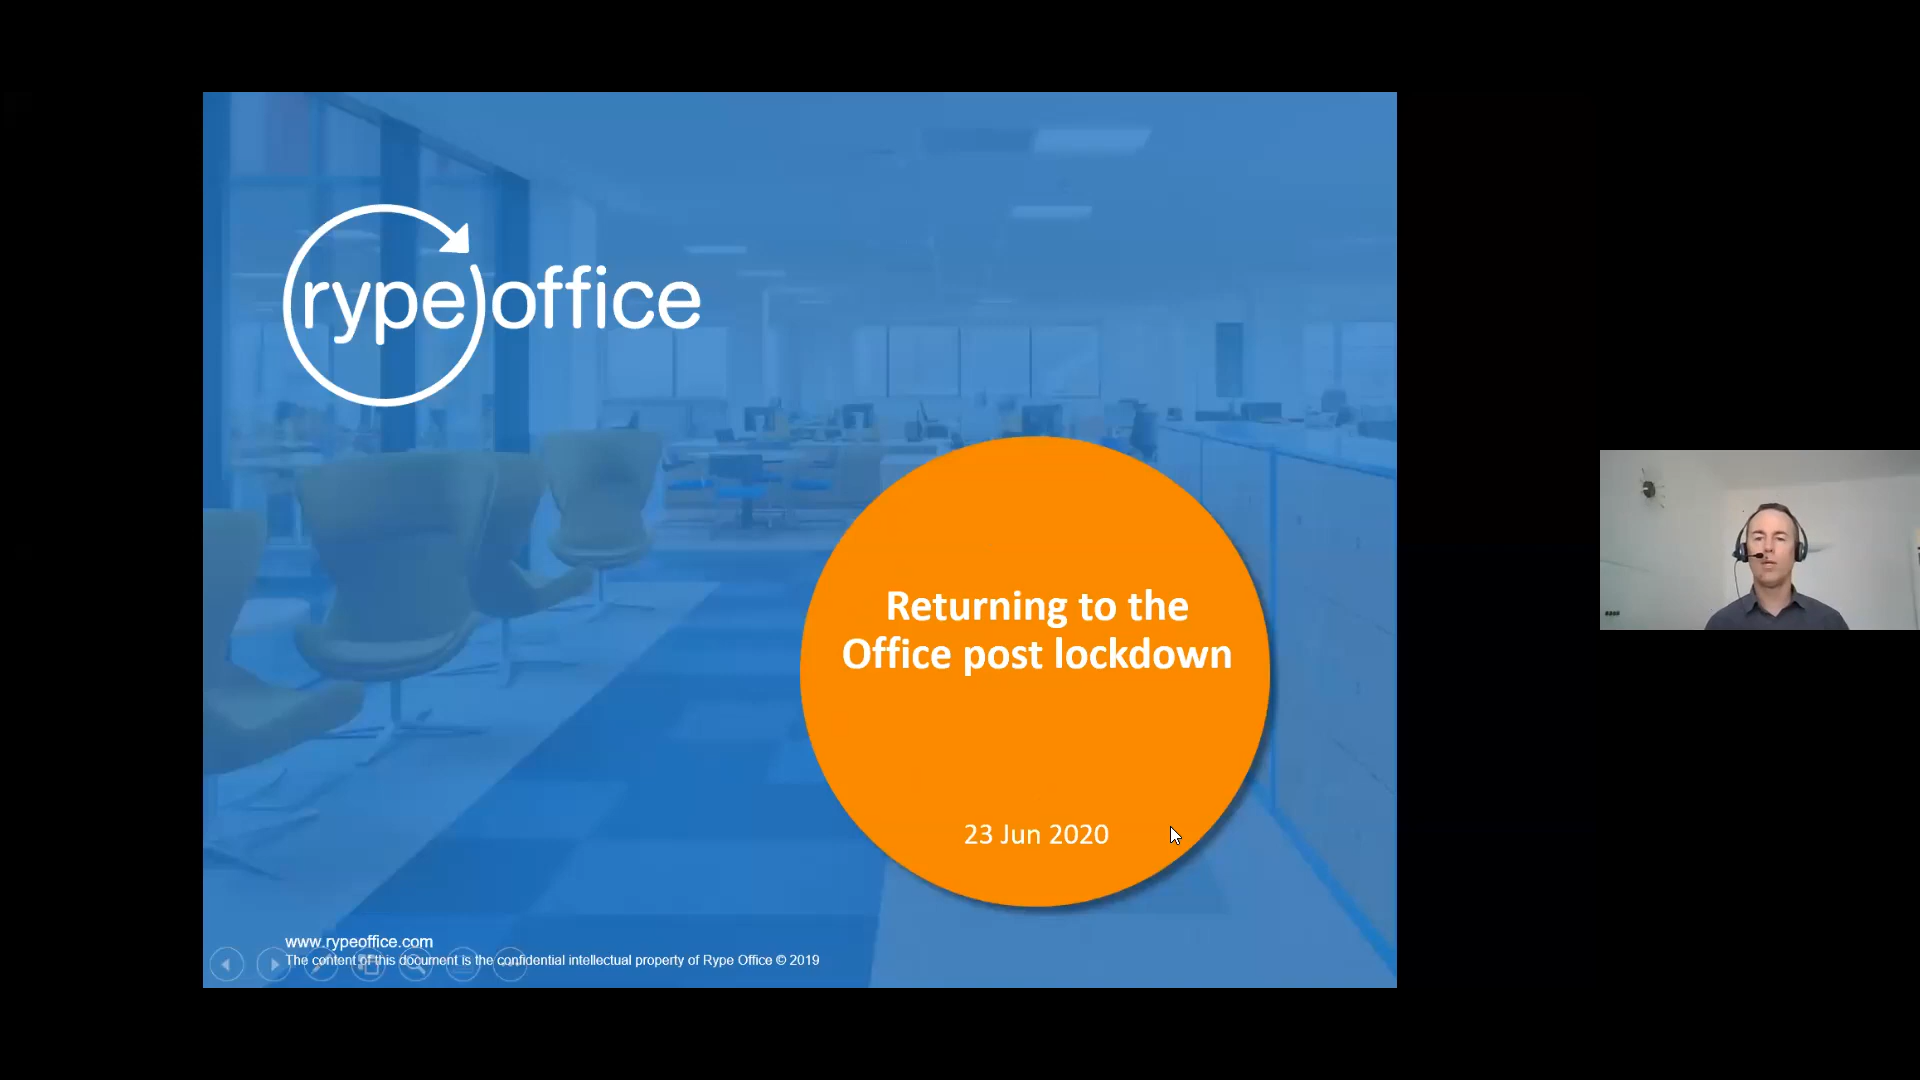 rype office
Returning to the
Office post lockdown
23 Jun 2020
www.rypeoffice.com
The content of this document is the confidential intellectual property of Rype Office © 2019